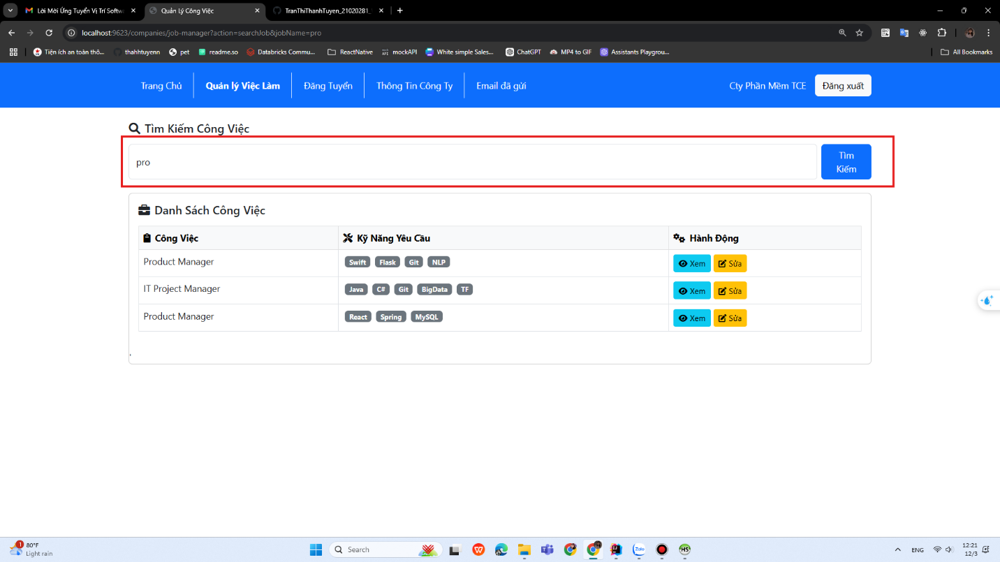 Lời Mời Ứng Tuyển Vị Trí Softw
Quản Lý Công Việc
TranThiThanhTuyen_21020281_
localhost:9623/companies/job-manager?action=searchJob&jobName=pro
Tiện ích an toàn thô...
thahhtuyenn
pet
readme.so
Databricks Commu...
ReactNative
mockAPI
White simple Sales...
ChatGPT
MP4 to GIF
Assistants Playgrou...
All Bookmarks
Trang Chủ
Quản lý Việc Làm
Đăng Tuyển
Thông Tin Công Ty
Email đã gửi
Cty Phần Mềm TCE
Đăng xuất
Tìm Kiếm Công Việc
pro
Tìm
Kiếm
Danh Sách Công Việc
Công Việc
Kỹ Năng Yêu Cầu
Hành Động
Product Manager
Swift Flask Git NLP
Xem Sửa
IT Project Manager
Java C# Git BigData TF
Xem Sửa
Product Manager
React Spring MySQL
Xem Sửa
,
1
80°F
Light rain
Search
Zalo
HS
ENG
12:21
12/3